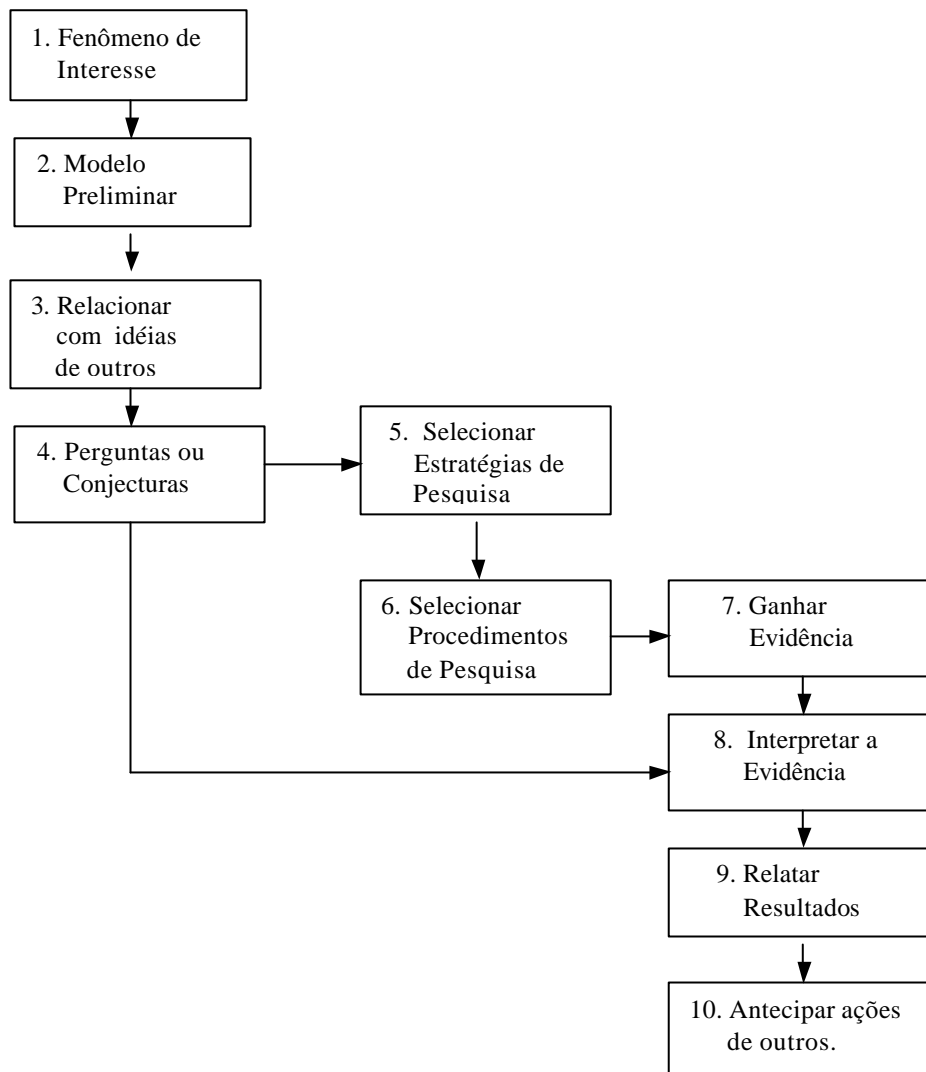 1. Fenômeno de
Interesse
2. Modelo
Preliminar
3. Relacionar
com idéias
de outros
4. Perguntas ou
Conjecturas
5. Selecionar
Estratégias de
Pesquisa
6. Selecionar
Procedimentos
de Pesquisa
7. Ganhar
Evidência
8. Interpretar a
Evidência
9. Relatar
Resultados
10. Antecipar ações
de outros.